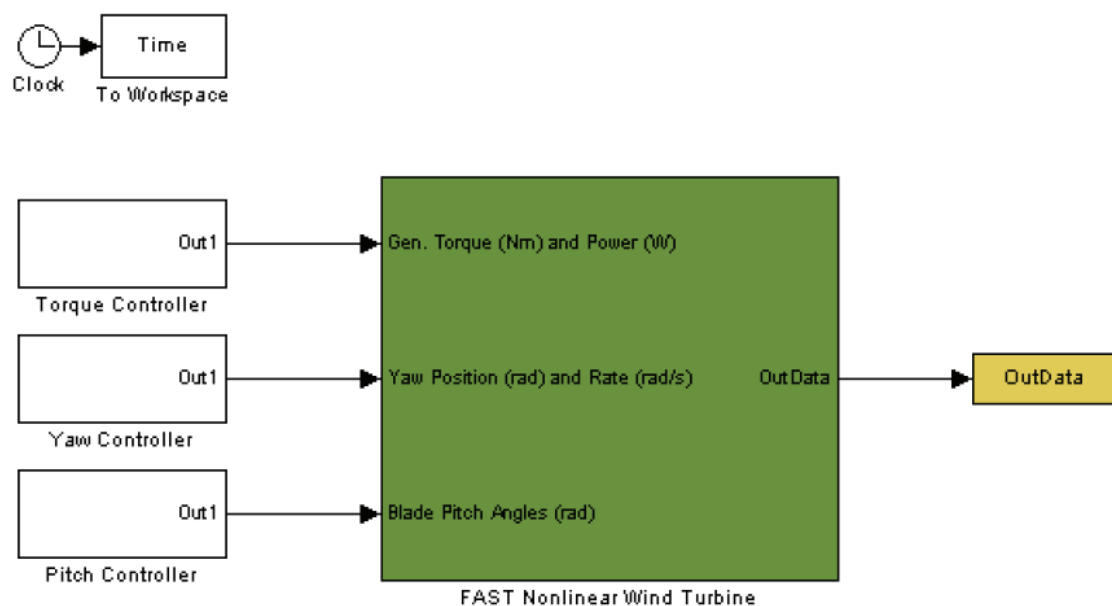 Time
Clock
To Workspace
Out1
Gen. Torque (Nm) and Power (W)
Torque Controller
Out1
Yaw Position (rad) and Rate (rad/s)
OutData
OutData
Yaw Controller
Out1
Blade Pitch Angles (rad)
Pitch Controller
FAST Nonlinear Wind Turbine